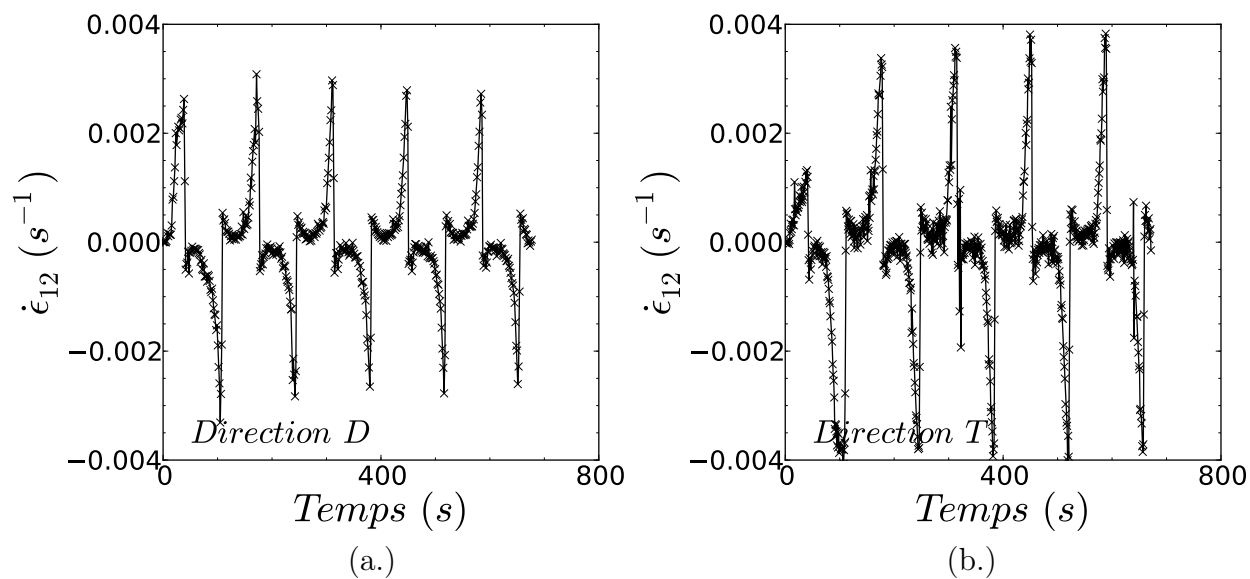 0.004
0.002
0.000
−0.002
−0.004
0
400
800
ϵ̇₁₂ (s⁻¹)
Direction D
Temps (s)
(a.)
0.004
0.002
0.000
−0.002
−0.004
0
400
800
ϵ̇₁₂ (s⁻¹)
Direction T
Temps (s)
(b.)